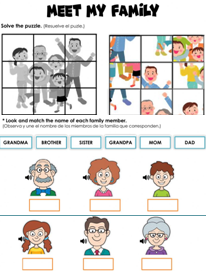 MEET MY FAMILY
Solve the puzzle. (Resuelve el puzle.)
* Look and match the name of each family member.
(Observa y une el nombre de los miembros de la familia que corresponden.)
GRANDMA BROTHER SISTER GRANDPA MOM DAD